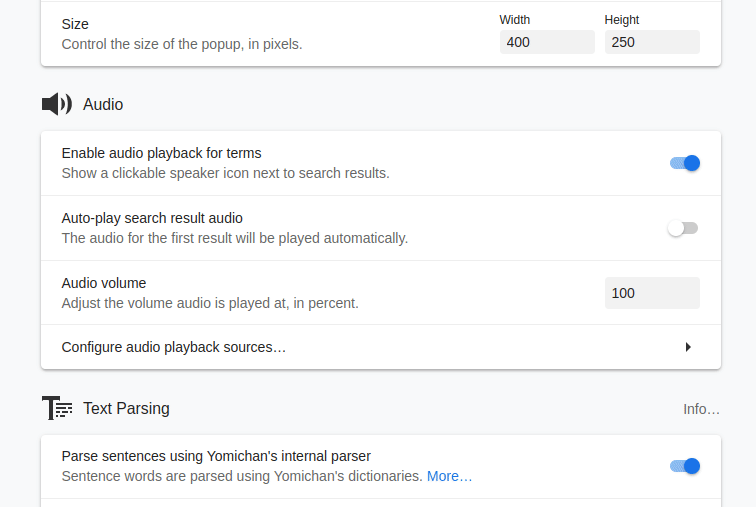 Size
Control the size of the popup, in pixels.
Width
Height
400
250
Audio
Enable audio playback for terms
Show a clickable speaker icon next to search results.
Auto-play search result audio
The audio for the first result will be played automatically.
Audio volume
Adjust the volume audio is played at, in percent.
100
Configure audio playback sources…
Text Parsing
Info…
Parse sentences using Yomichan's internal parser
Sentence words are parsed using Yomichan's dictionaries. More…